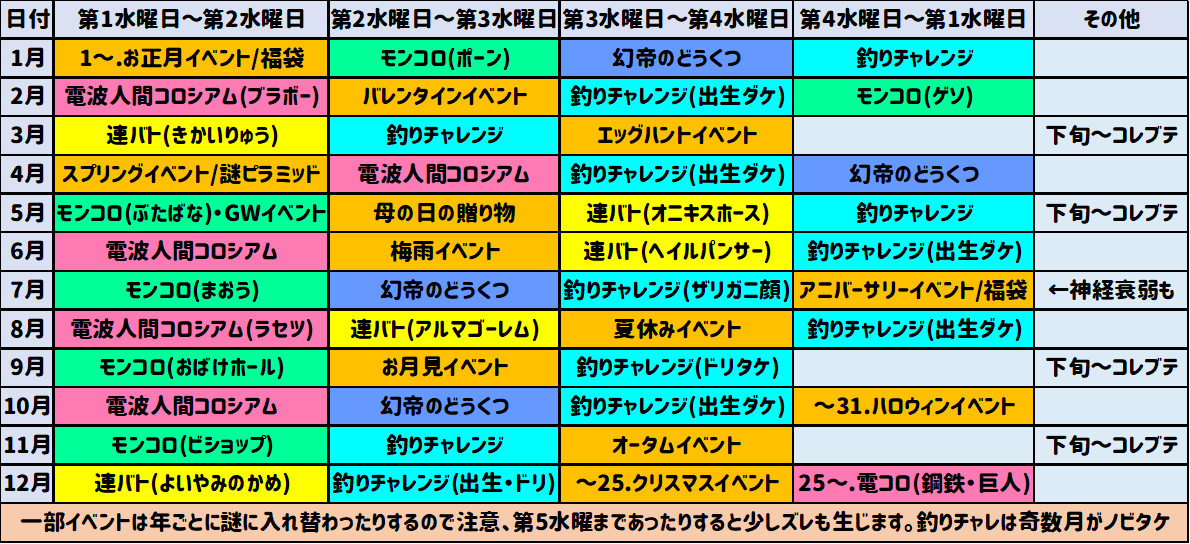 日付 第1水曜日～第2水曜日 第2水曜日～第3水曜日 第3水曜日～第4水曜日 第4水曜日～第1水曜日 その他
1月 1～.お正月イベント/福袋 モンコロ(ポーン) 幻帝のどうくつ 釣りチャレンジ
2月 電波人間コロシアム(ブラボー) バレンタインイベント 釣りチャレンジ(出生ダケ) モンコロ(ゲソ)
3月 連バト(きかいりゅう) 釣りチャレンジ エッグハントイベント 下旬～コレブテ
4月 スプリングイベント/謎ピラミッド 電波人間コロシアム 釣りチャレンジ(出生ダケ) 幻帝のどうくつ
5月 モンコロ(ぶたばな)・GWイベント 母の日の贈り物 連バト(オニキスホース) 釣りチャレンジ 下旬～コレブテ
6月 電波人間コロシアム 梅雨イベント 連バト(ヘイルパンサー) 釣りチャレンジ(出生ダケ)
7月 モンコロ(まおう) 幻帝のどうくつ 釣りチャレンジ(ザリガニ顔) アニバーサリーイベント/福袋 ←神経衰弱も
8月 電波人間コロシアム(ラセツ) 連バト(アルマゴーレム) 夏休みイベント 釣りチャレンジ(出生ダケ)
9月 モンコロ(おばけホール) お月見イベント 釣りチャレンジ(ドリタケ) 下旬～コレブテ
10月 電波人間コロシアム 幻帝のどうくつ 釣りチャレンジ(出生ダケ) ～31.ハロウィンイベント
11月 モンコロ(ビショップ) 釣りチャレンジ オータムイベント 下旬～コレブテ
12月 連バト(よいやみのかめ) 釣りチャレンジ(出生・ドリ) ～25.クリスマスイベント 25～.電コロ(鋼鉄・巨人)
一部イベントは年ごとに謎に入れ替わったりするので注意、第5水曜まであったりすると少しズレも生じます。釣りチャレは奇数月がノビタケ